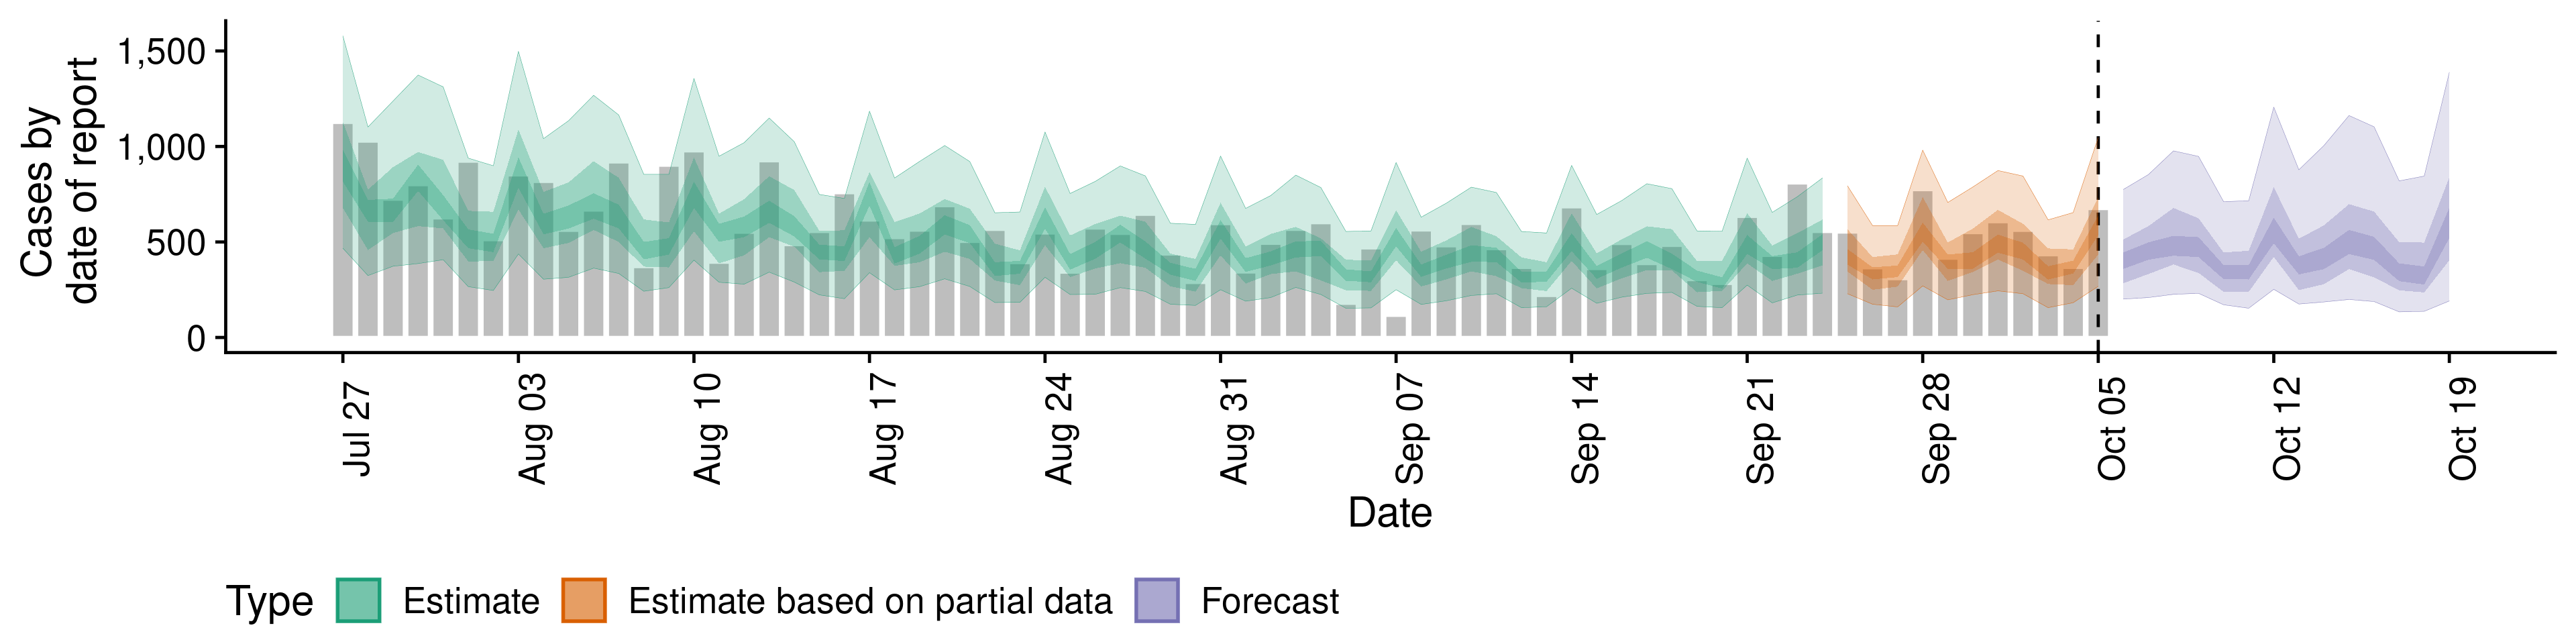 Cases by
date of report
1,500
1,000
500
0
Jul 27
Aug 03
Aug 10
Aug 17
Aug 24
Aug 31
Sep 07
Sep 14
Sep 21
Sep 28
Oct 05
Oct 12
Oct 19
Date
Type Estimate Estimate based on partial data Forecast